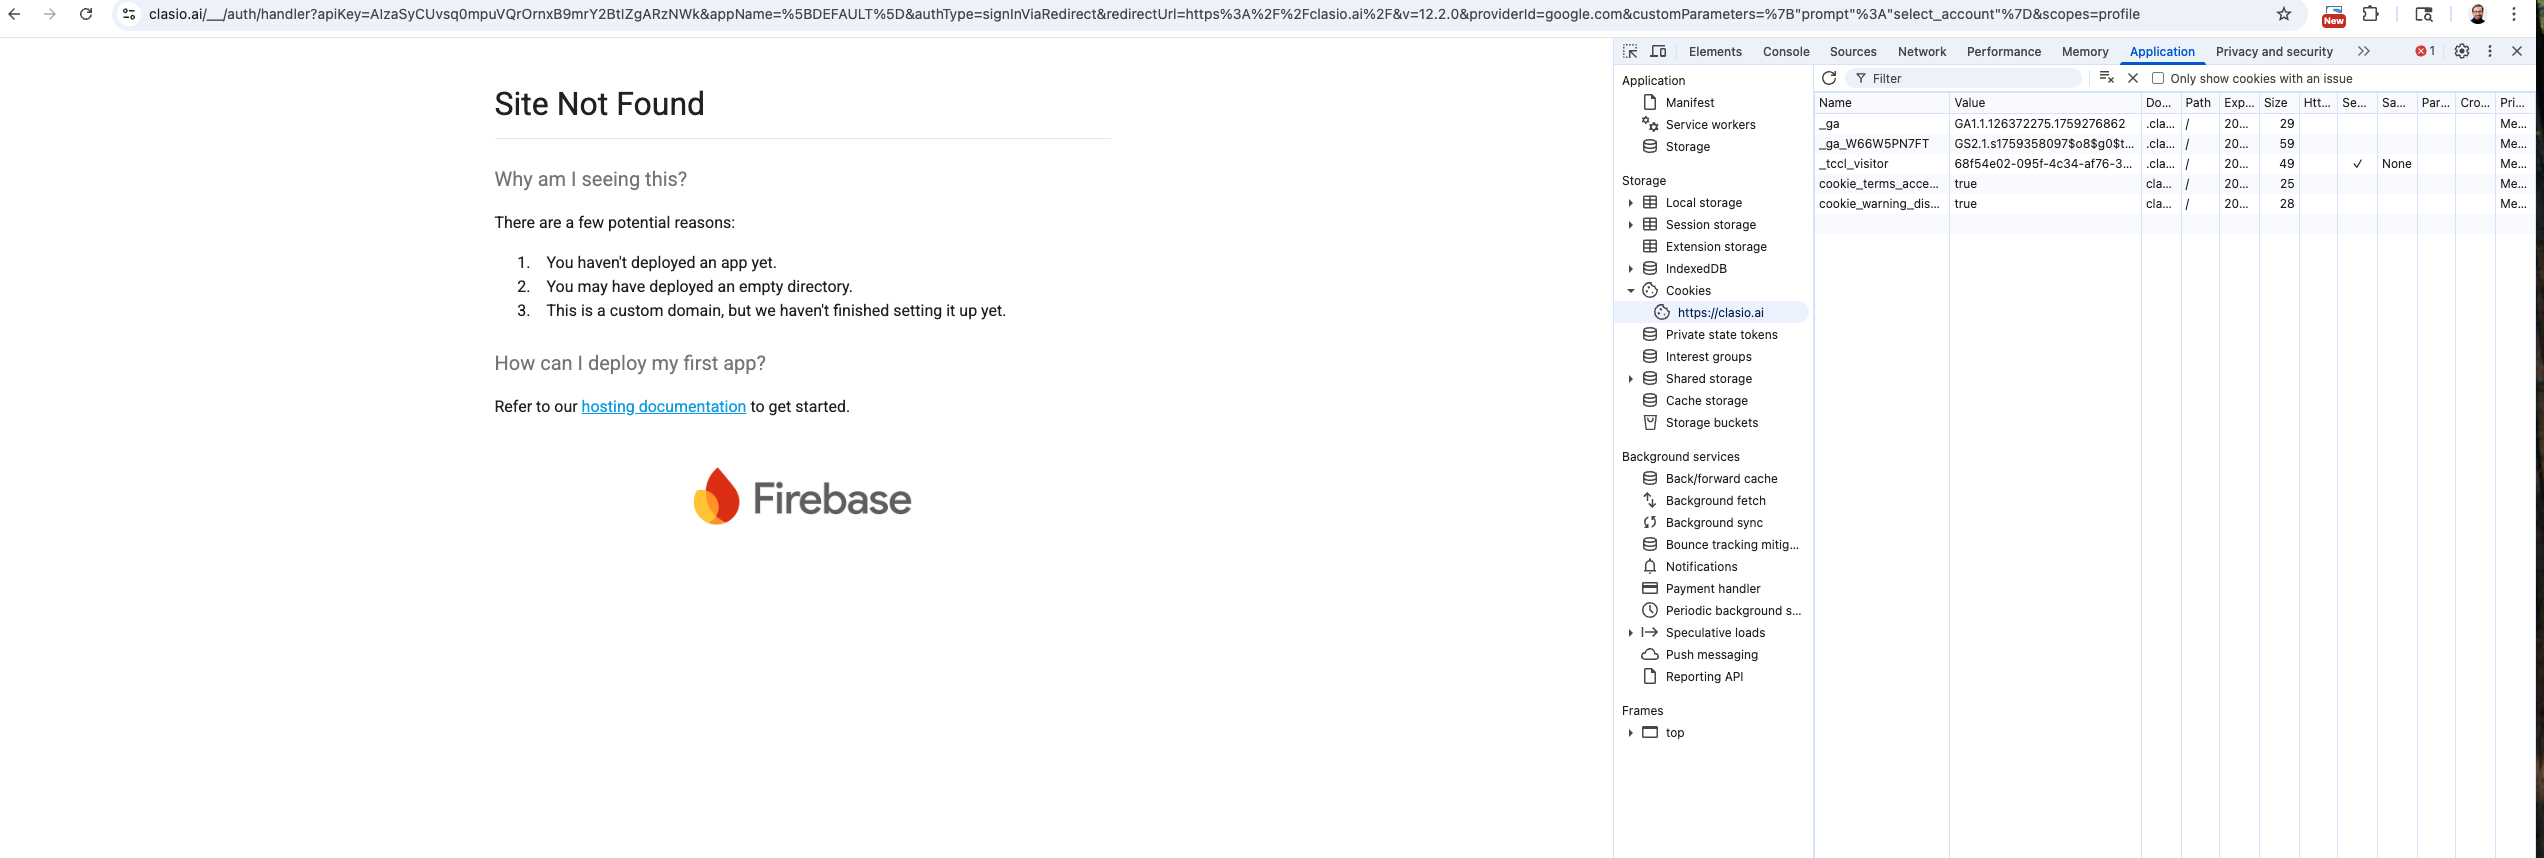 clasio.ai/__/auth/handler?apiKey=AIzaSyCUvsq0mpuVQrOrnxB9mrY2BtIZgARzNWk&appName=%5BDEFAULT%5D&authType=signInViaRedirect&redirectUrl=https%3A%2F%2Fclasio.ai%2F&v=12.2.0&providerId=google.com&customParameters=%7B"prompt"%3A"select_account"%7D&scopes=profile
New
Site Not Found
Why am I seeing this?
There are a few potential reasons:
1. You haven't deployed an app yet.
2. You may have deployed an empty directory.
3. This is a custom domain, but we haven't finished setting it up yet.
How can I deploy my first app?
Refer to our hosting documentation to get started.
Firebase
Elements Console Sources Network Performance Memory Application Privacy and security 1
Application
Manifest
Service workers
Storage
Storage
Local storage
Session storage
Extension storage
IndexedDB
Cookies
https://clasio.ai
Private state tokens
Interest groups
Shared storage
Cache storage
Storage buckets
Background services
Back/forward cache
Background fetch
Background sync
Bounce tracking mitig...
Notifications
Payment handler
Periodic background s...
Speculative loads
Push messaging
Reporting API
Frames
top
Filter Only show cookies with an issue
Name Value Do... Path Exp... Size Htt... Se... Sa... Par... Cro... Pri...
_ga GA1.1.126372275.1759276862 .cla... / 20... 29 Me...
_ga_W66W5PN7FT GS2.1.s1759358097$o8$g0$t... .cla... / 20... 59 Me...
_tccl_visitor 68f54e02-095f-4c34-af76-3... .cla... / 20... 49 ✓ None Me...
cookie_terms_acce... true cla... / 20... 25 Me...
cookie_warning_dis... true cla... / 20... 28 Me...